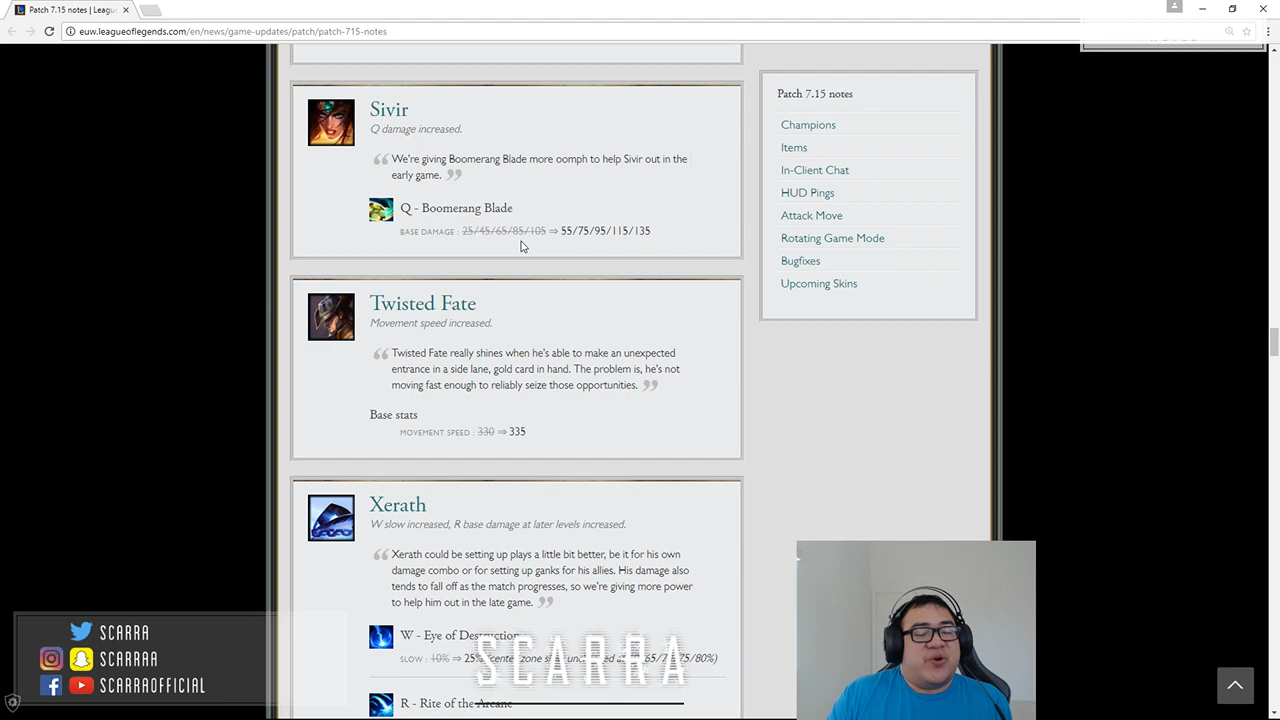 Patch 7.15 notes | Leagu
euw.leagueoflegends.com/en/news/game-updates/patch/patch-715-notes
Sivir
Q damage increased.
We're giving Boomerang Blade more oomph to help Sivir out in the
early game.
Q - Boomerang Blade
BASE DAMAGE : 25/45/65/85/105 ⇒ 55/75/95/115/135
Twisted Fate
Movement speed increased.
Twisted Fate really shines when he's able to make an unexpected
entrance in a side lane, gold card in hand. The problem is, he's not
moving fast enough to reliably seize those opportunities.
Base stats
MOVEMENT SPEED : 330 ⇒ 335
Xerath
W slow increased, R base damage at later levels increased.
Xerath could be setting up plays a little bit better, be it for his own
damage combo or for setting up ganks for his allies. His damage also
tends to fall off as the match progresses, so we're giving more power
to help him out in the late game.
W - Eye of Destruction
SLOW : 10% ⇒ 25%
R - Rite of the Arcane
Patch 7.15 notes
Champions
Items
In-Client Chat
HUD Pings
Attack Move
Rotating Game Mode
Bugfixes
Upcoming Skins
SCARRA
SCARRRA
SCARRAOFFICIAL
SCARRA